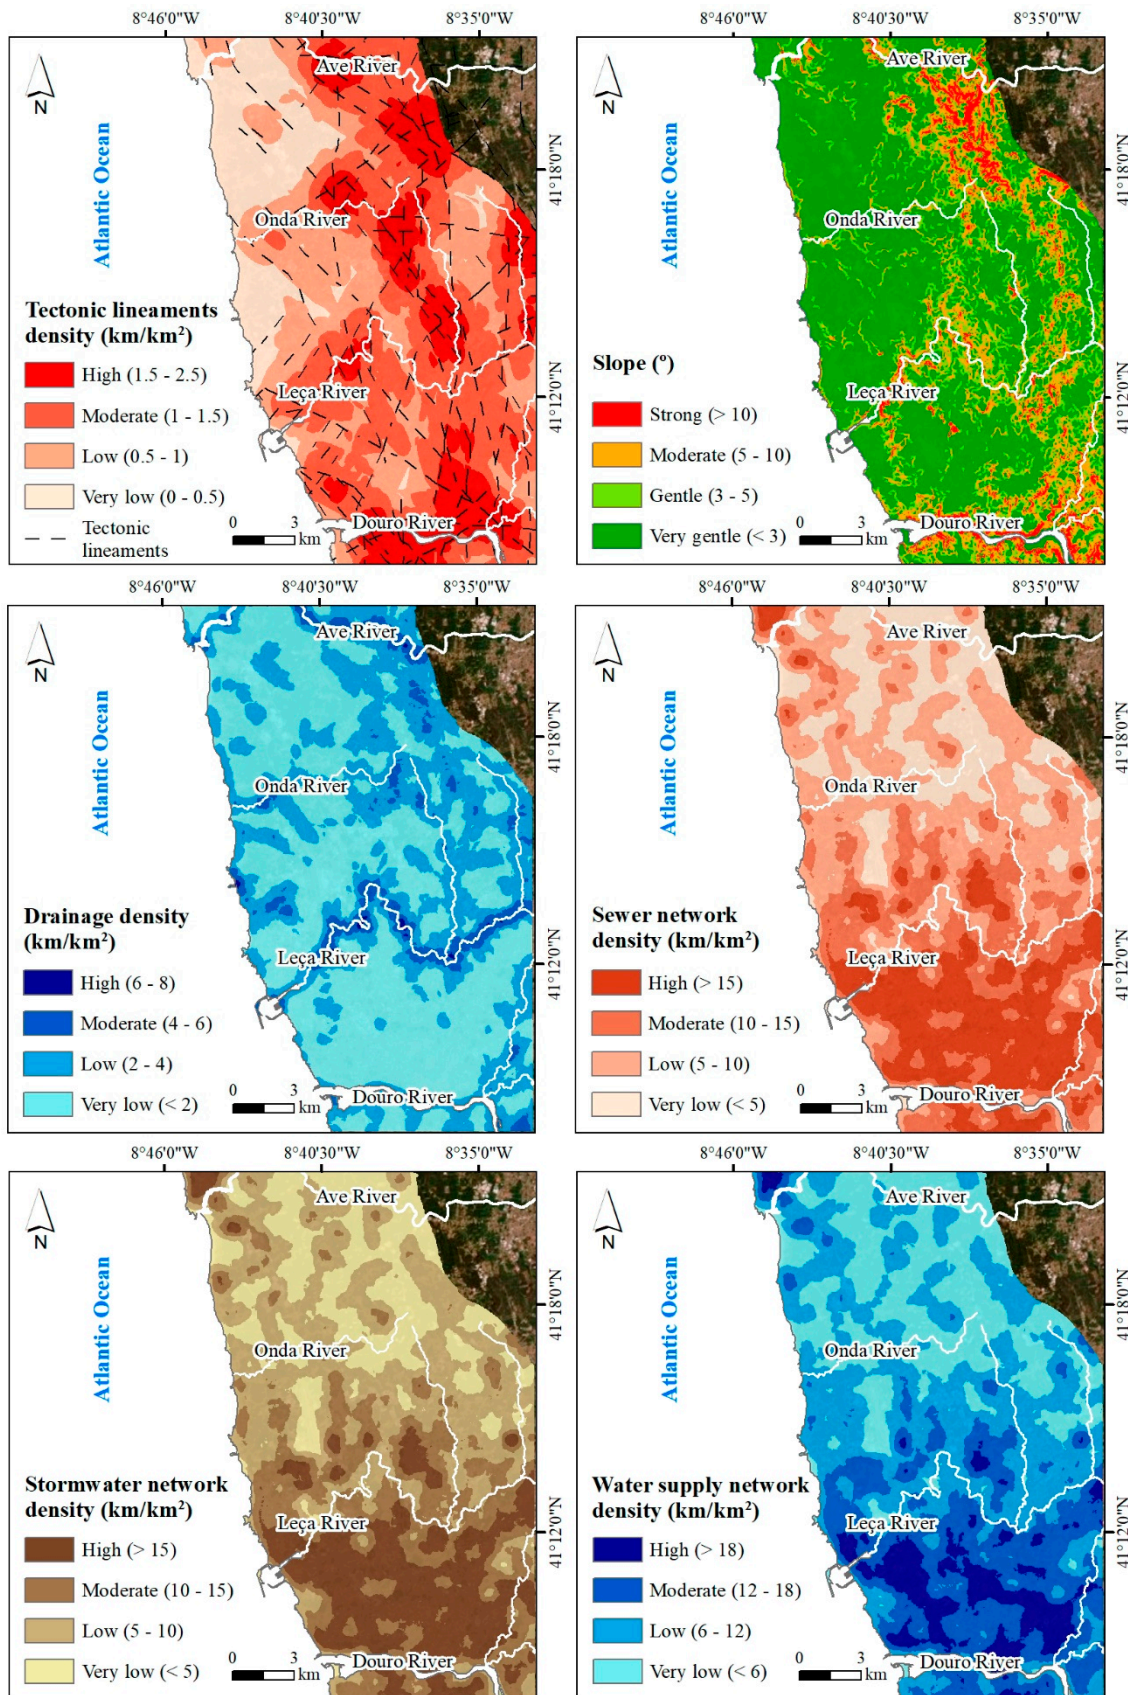 8°46'0"W 8°40'30"W 8°35'0"W
Ave River
N
Atlantic Ocean
41°18'0"N
Onda River
Tectonic lineaments
density (km/km²)
High (1.5 - 2.5)
Moderate (1 - 1.5)
Low (0.5 - 1)
Very low (0 - 0.5)
Tectonic
lineaments
Leça River
41°12'0"N
0 3
km
Douro River
8°46'0"W 8°40'30"W 8°35'0"W
Ave River
N
Atlantic Ocean
41°18'0"N
Onda River
Slope (º)
Strong (> 10)
Moderate (5 - 10)
Gentle (3 - 5)
Very gentle (< 3)
Leça River
41°12'0"N
0 3
km
Douro River
8°46'0"W 8°40'30"W 8°35'0"W
Ave River
N
Atlantic Ocean
41°18'0"N
Onda River
Drainage density
(km/km²)
High (6 - 8)
Moderate (4 - 6)
Low (2 - 4)
Very low (< 2)
Leça River
41°12'0"N
0 3
km
Douro River
8°46'0"W 8°40'30"W 8°35'0"W
Ave River
N
Atlantic Ocean
41°18'0"N
Onda River
Sewer network
density (km/km²)
High (> 15)
Moderate (10 - 15)
Low (5 - 10)
Very low (< 5)
Leça River
41°12'0"N
0 3
km
Douro River
8°46'0"W 8°40'30"W 8°35'0"W
Ave River
N
Atlantic Ocean
41°18'0"N
Onda River
Stormwater network
density (km/km²)
High (> 15)
Moderate (10 - 15)
Low (5 - 10)
Very low (< 5)
Leça River
41°12'0"N
0 3
km
Douro River
8°46'0"W 8°40'30"W 8°35'0"W
Ave River
N
Atlantic Ocean
41°18'0"N
Onda River
Water supply network
density (km/km²)
High (> 18)
Moderate (12 - 18)
Low (6 - 12)
Very low (< 6)
Leça River
41°12'0"N
0 3
km
Douro River